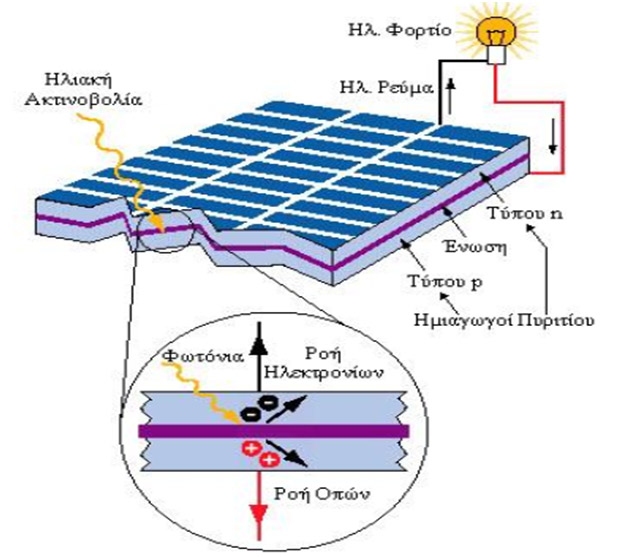 Ηλ. Φορτίο
Ηλ. Ρεύμα
Ηλιακή
Ακτινοβολία
Τύπου n
Ένωση
Τύπου p
Ημιαγωγοί Πυριτίου
Φωτόνια
Ροή
Ηλεκτρονίων
Ροή Οπών